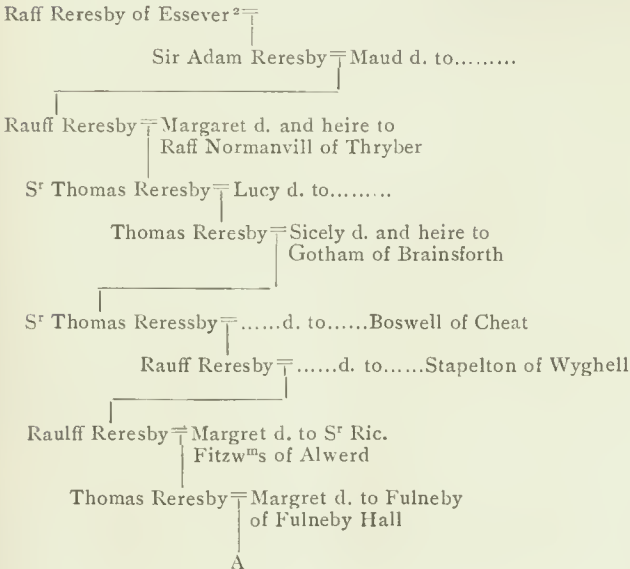 Raff Reresby of Essever ²
Sir Adam Reresby Maud d. to.........
Rauff Reresby Margaret d. and heire to
Raff Normanvill of Thryber
Sʳ Thomas Reresby Lucy d. to.........
Thomas Reresby Sicely d. and heire to
Gotham of Brainsforth
Sʳ Thomas Reressby ......d. to......Boswell of Cheat
Rauff Reresby ......d. to......Stapelton of Wyghell
Raulff Reresby Margret d. to Sʳ Ric.
Fitzwᵐs of Alwerd
Thomas Reresby Margret d. to Fulneby
of Fulneby Hall
A